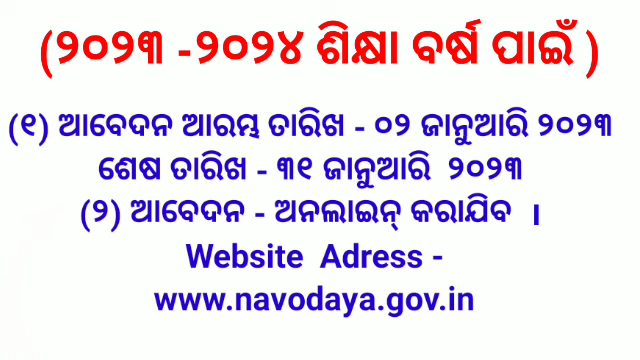 (୨୦୨୩ -୨୦୨୪ ଶିକ୍ଷା ବର୍ଷ ପାଇଁ )
(୧) ଆବେଦନ ଆରମ୍ଭ ତାରିଖ - ୦୨ ଜାନୁଆରି ୨୦୨୩
ଶେଷ ତାରିଖ - ୩୧ ଜାନୁଆରି ୨୦୨୩
(୨) ଆବେଦନ - ଅନଲାଇନ୍ କରାଯିବ ।
Website Adress -
www.navodaya.gov.in